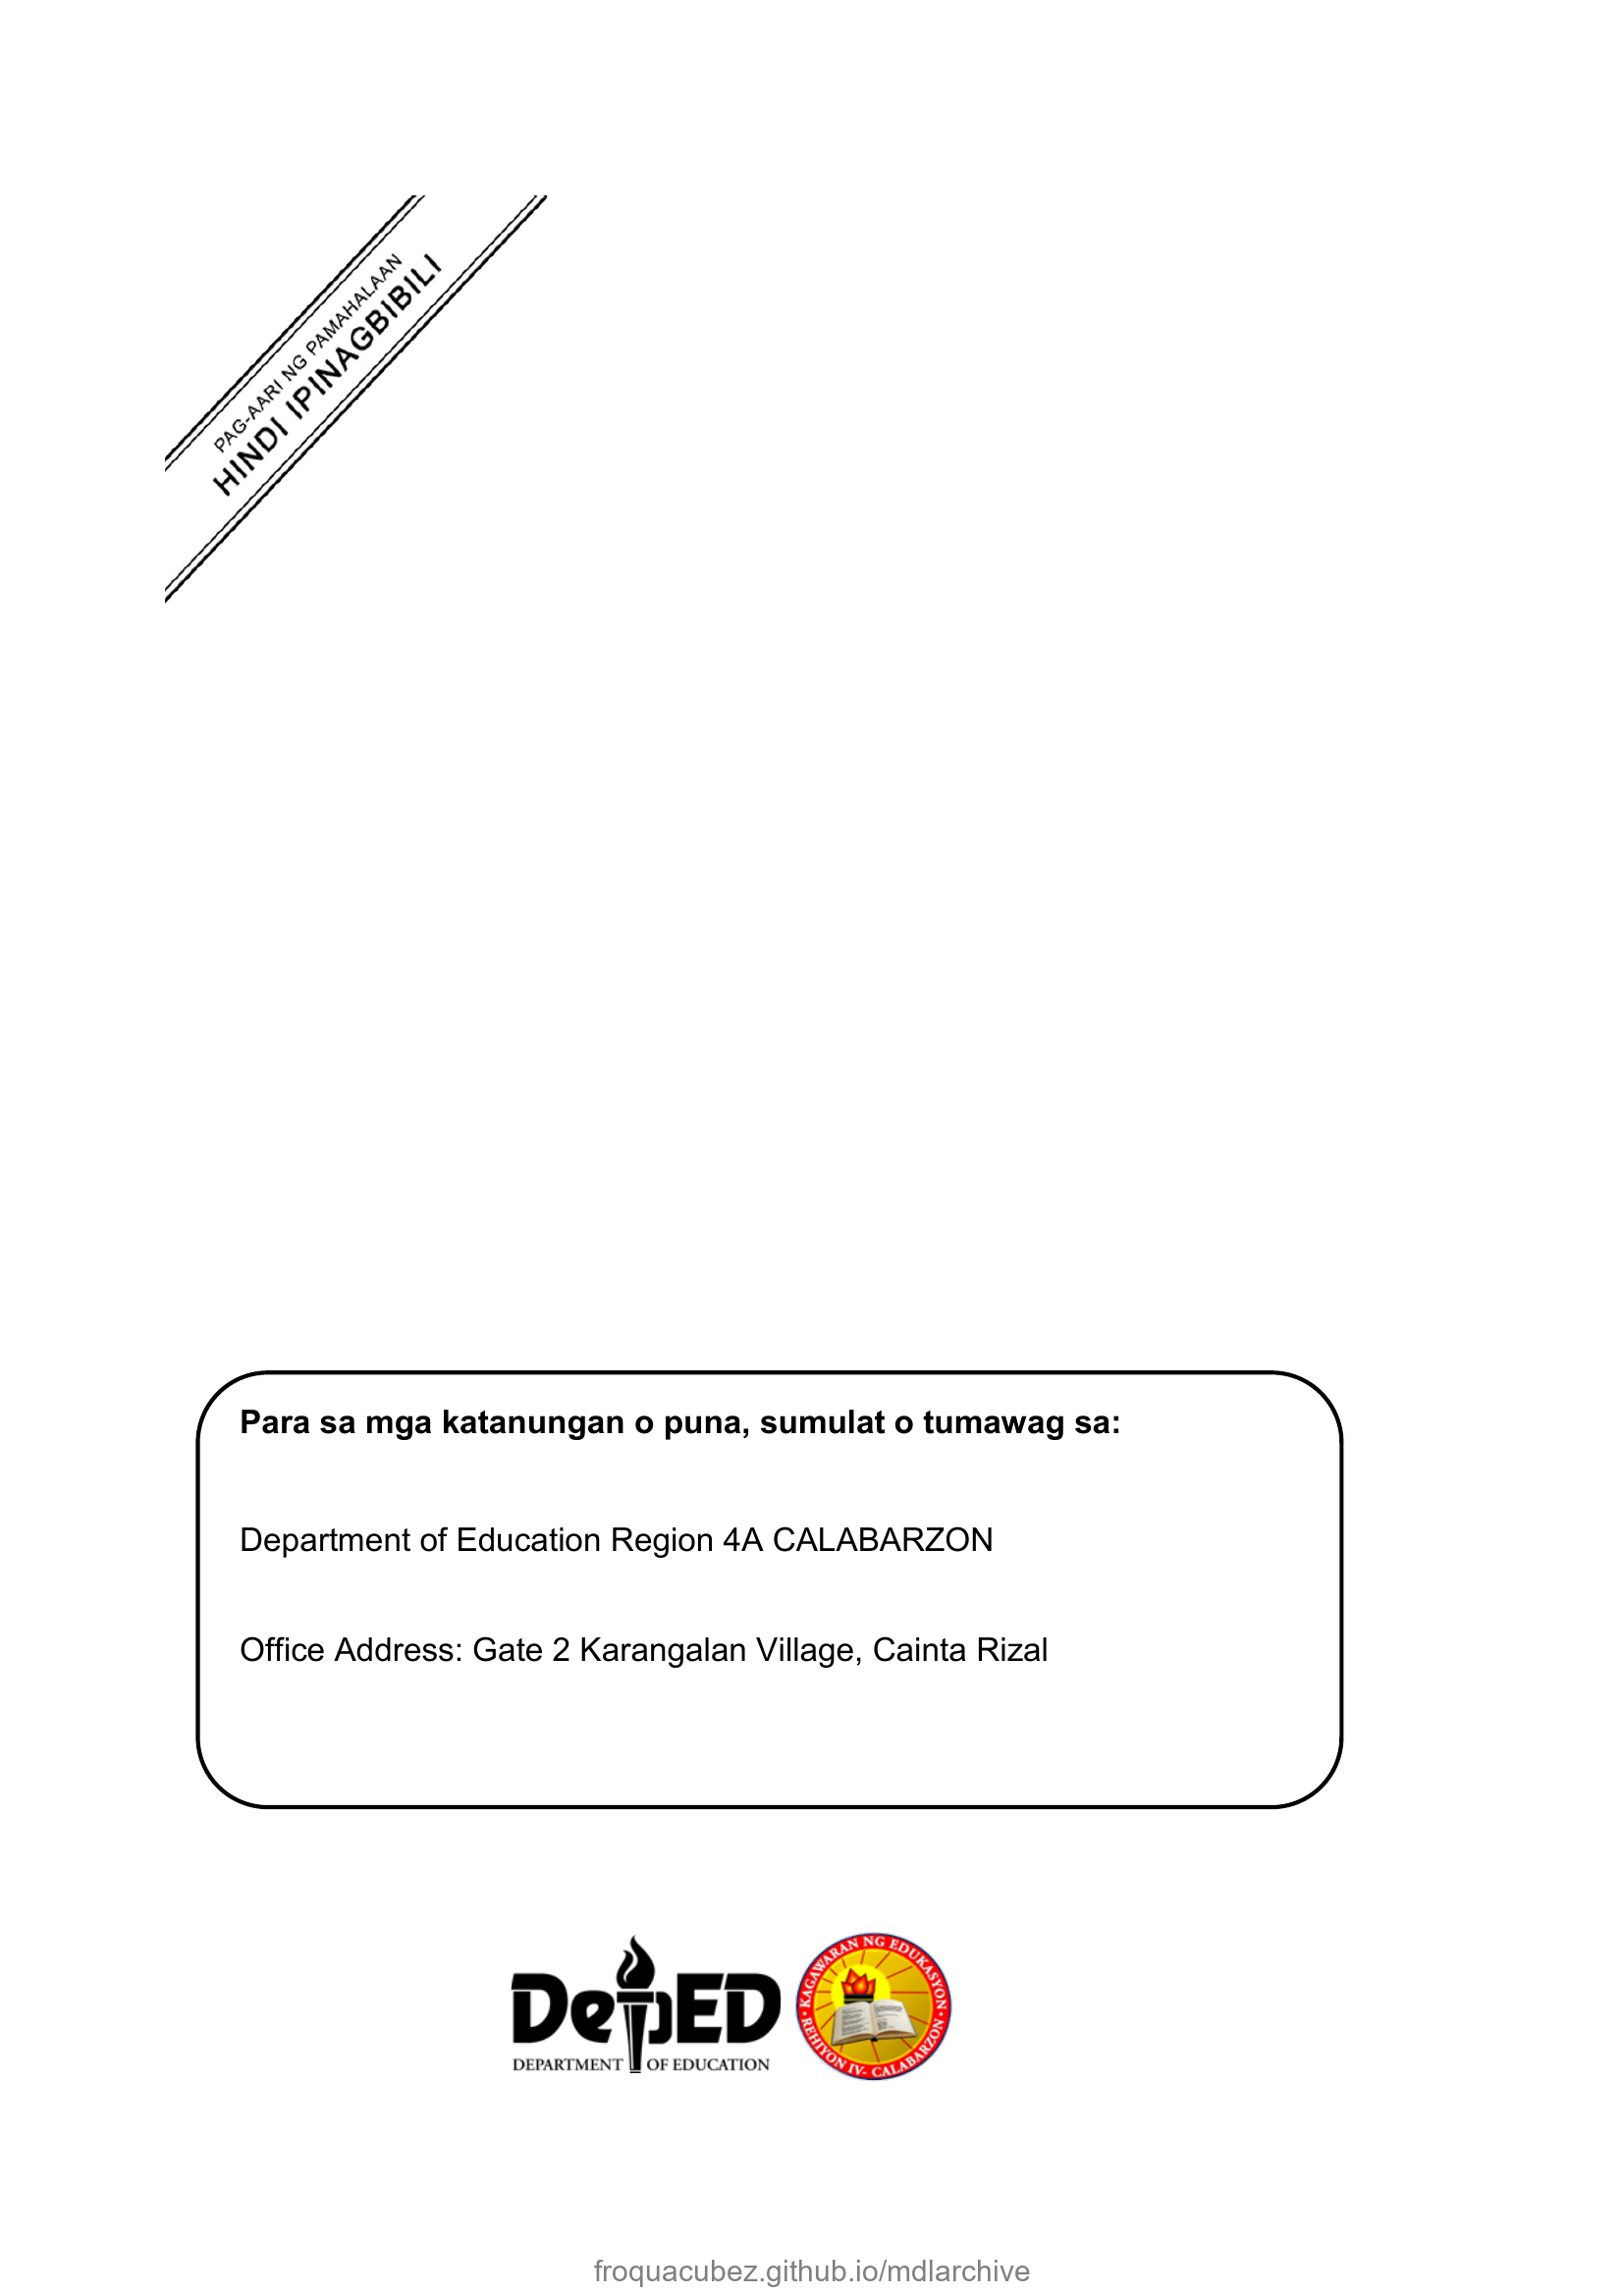 PAG-AARI NG PAMAHALAAN
HINDI IPINAGBIBILI
Para sa mga katanungan o puna, sumulat o tumawag sa:
Department of Education Region 4A CALABARZON
Office Address: Gate 2 Karangalan Village, Cainta Rizal
DepED
DEPARTMENT OF EDUCATION
KAGAWARAN NG EDUKASYON
REHIYON IV- CALABARZON
froquacubez.github.io/mdlarchive